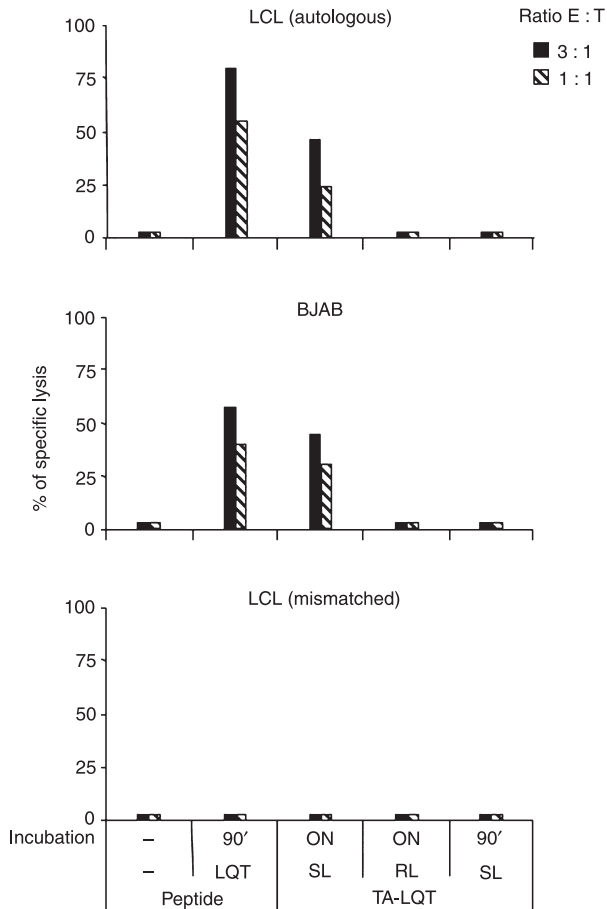 LCL (autologous)
Ratio E : T
3 : 1
1 : 1
100
75
50
25
0
BJAB
100
75
50
25
0
% of specific lysis
LCL (mismatched)
100
75
50
25
0
Incubation – 90′ ON ON 90′
– LQT SL RL SL
Peptide TA-LQT